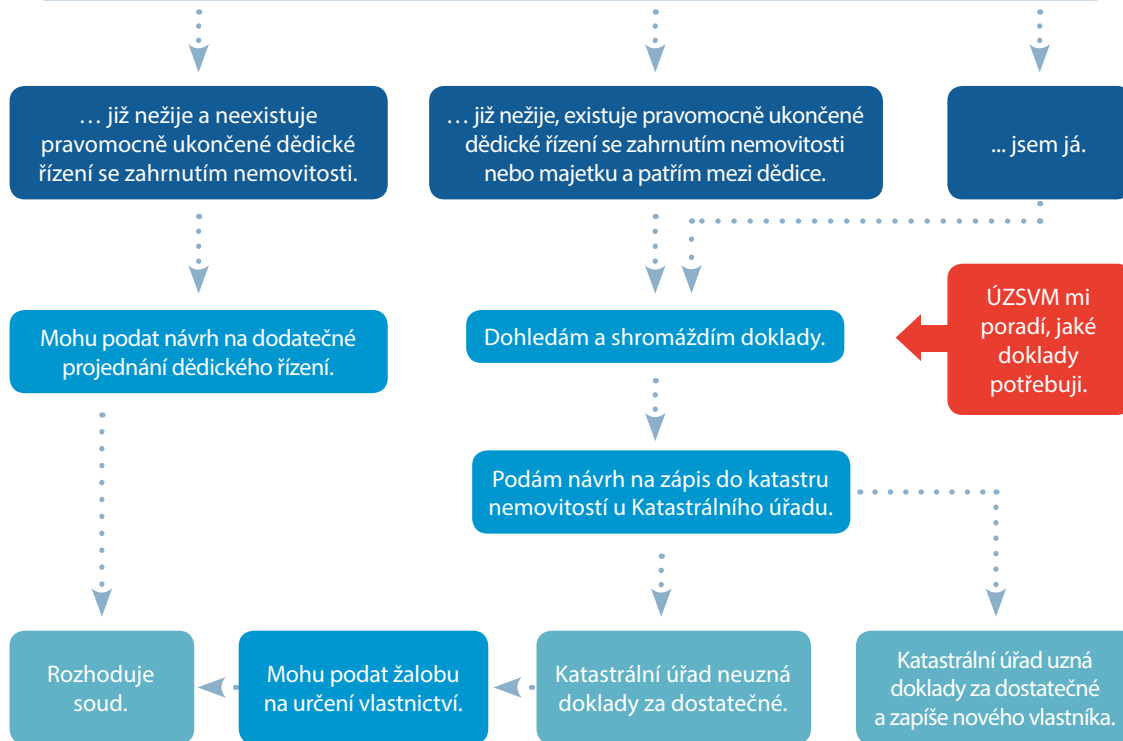 … již nežije a neexistuje
pravomocně ukončené dědické
řízení se zahrnutím nemovitosti.
… již nežije, existuje pravomocně ukončené
dědické řízení se zahrnutím nemovitosti
nebo majetku a patřím mezi dědice.
... jsem já.
Mohu podat návrh na dodatečné
projednání dědického řízení.
Dohledám a shromáždím doklady.
ÚZSVM mi
poradí, jaké
doklady
potřebuji.
Podám návrh na zápis do katastru
nemovitostí u Katastrálního úřadu.
Rozhoduje
soud.
Mohu podat žalobu
na určení vlastnictví.
Katastrální úřad neuzná
doklady za dostatečné.
Katastrální úřad uzná
doklady za dostatečné
a zapíše nového vlastníka.